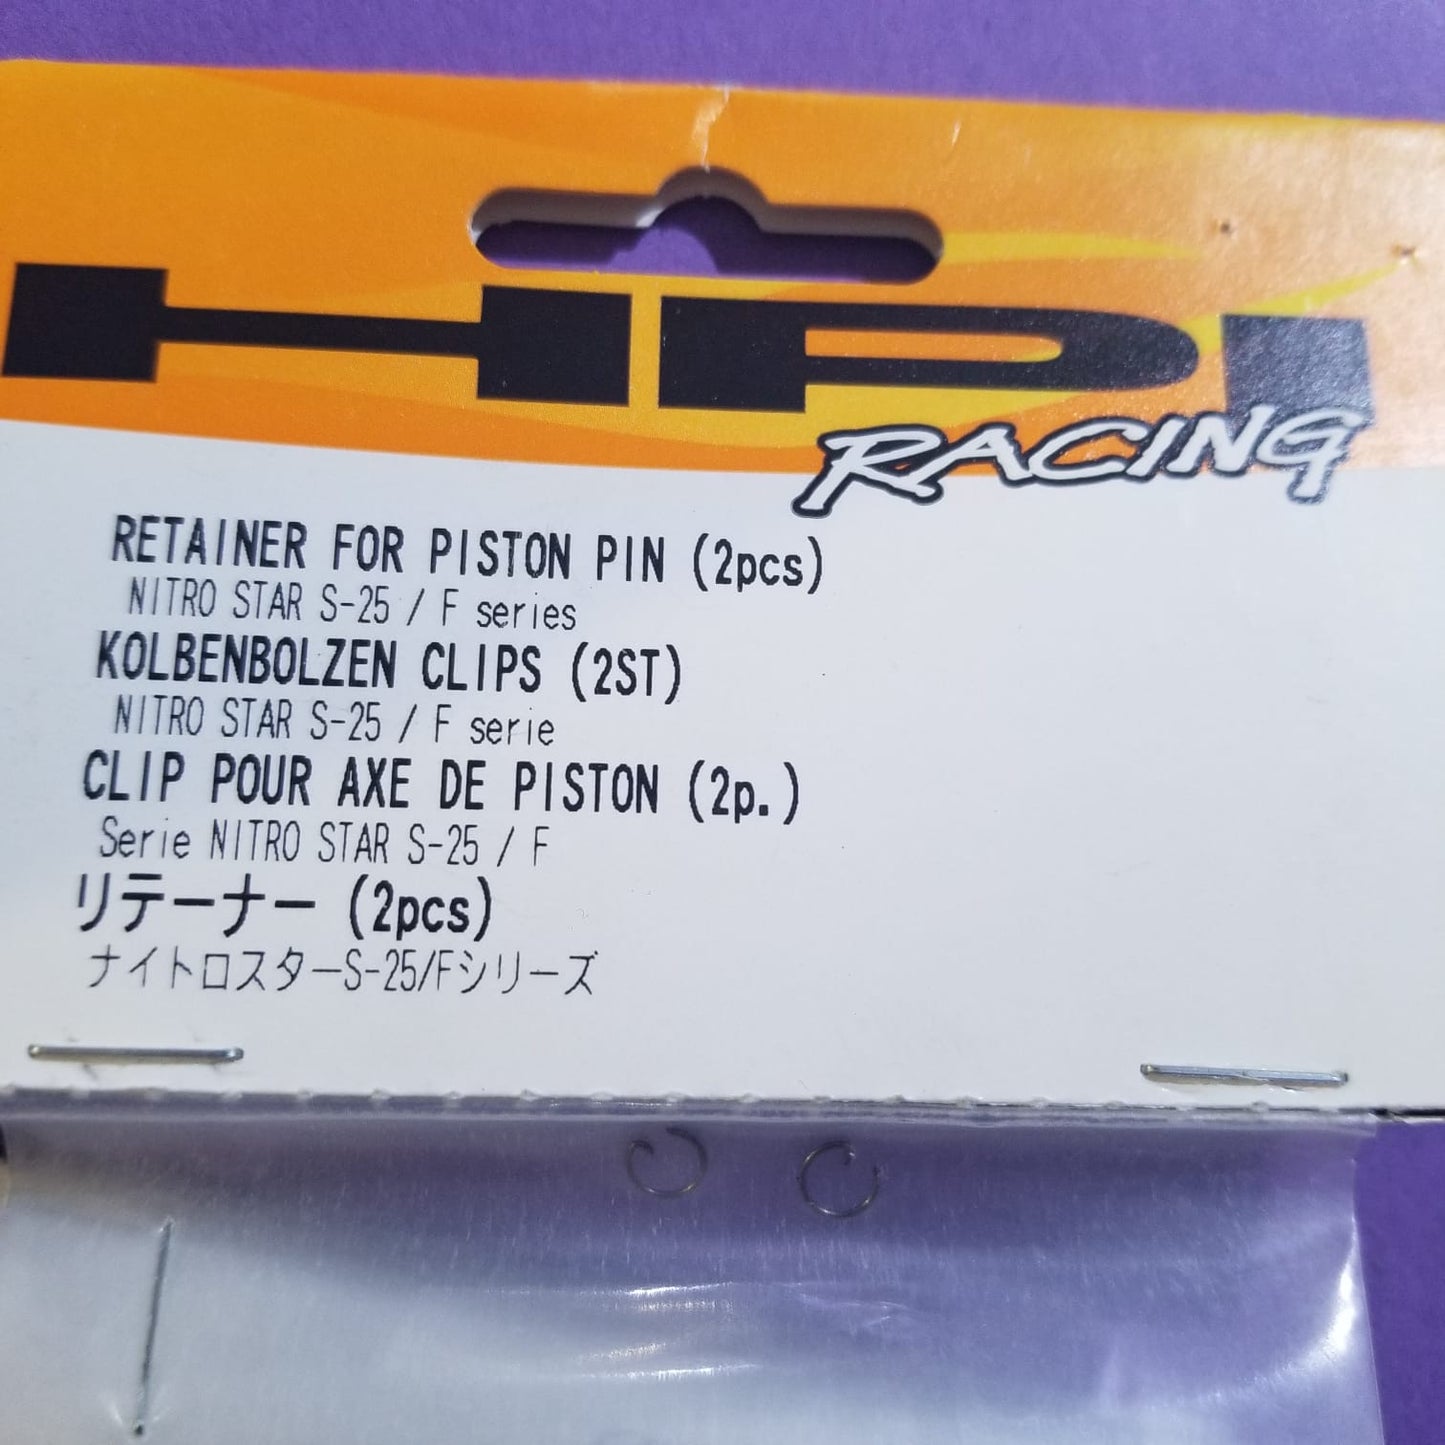 HPI
RACING
RETAINER FOR PISTON PIN (2pcs)
NITRO STAR S-25 / F series
KOLBENBOLZEN CLIPS (2ST)
NITRO STAR S-25 / F serie
CLIP POUR AXE DE PISTON (2p.)
Serie NITRO STAR S-25 / F
リテーナー (2pcs)
ナイトロスターS-25/Fシリーズ